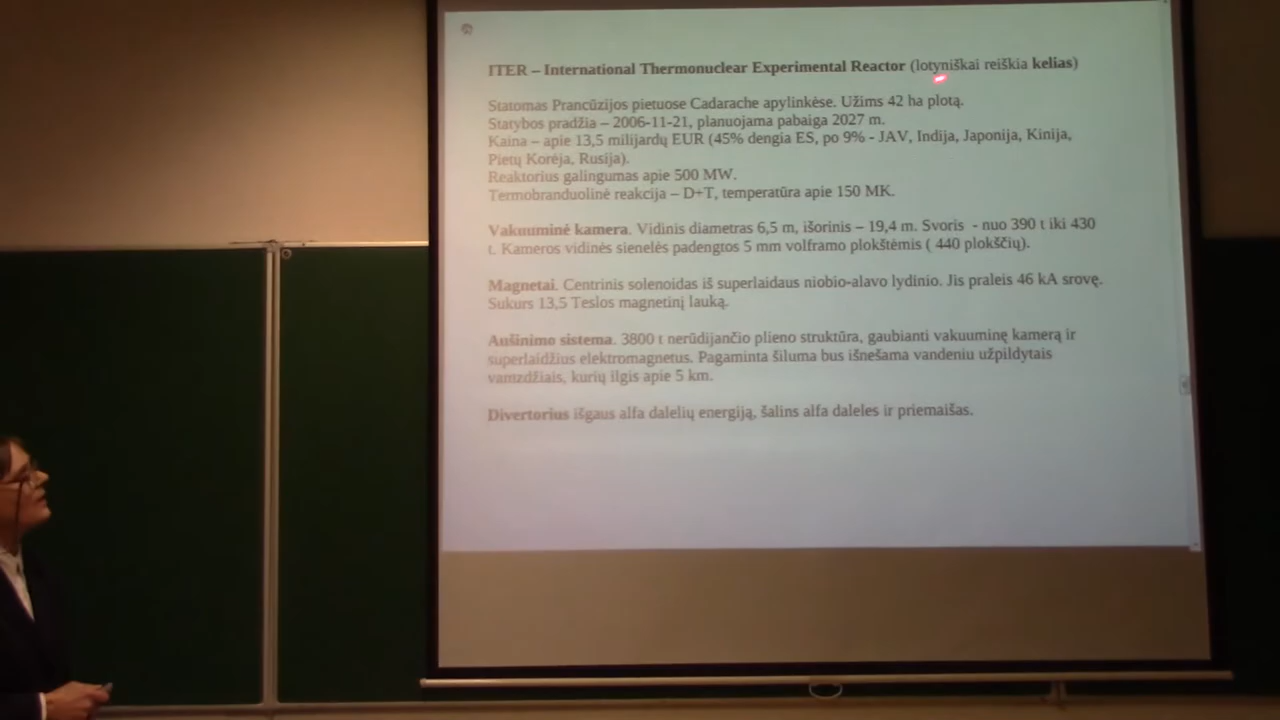 ITER – International Thermonuclear Experimental Reactor (lotyniškai reiškia kelias)
Statomas Prancūzijos pietuose Cadarache apylinkėse. Užims 42 ha plotą.
Statybos pradžia – 2006-11-21, planuojama pabaiga 2027 m.
Kaina – apie 13,5 milijardų EUR (45% dengia ES, po 9% - JAV, Indija, Japonija, Kinija,
Pietų Korėja, Rusija).
Reaktorius galingumas apie 500 MW.
Termobranduolinė reakcija – D+T, temperatūra apie 150 MK.
Vakuuminė kamera. Vidinis diametras 6,5 m, išorinis – 19,4 m. Svoris - nuo 390 t iki 430
t. Kameros vidinės sienelės padengtos 5 mm volframo plokštėmis ( 440 plokščių).
Magnetai. Centrinis solenoidas iš superlaidaus niobio-alavo lydinio. Jis praleis 46 kA srovę.
Sukurs 13,5 Teslos magnetinį lauką.
Aušinimo sistema. 3800 t nerūdijančio plieno struktūra, gaubianti vakuuminę kamerą ir
superlaidžius elektromagnetus. Pagaminta šiluma bus išnešama vandeniu užpildytais
vamzdžiais, kurių ilgis apie 5 km.
Divertorius išgaus alfa dalelių energiją, šalins alfa daleles ir priemaišas.